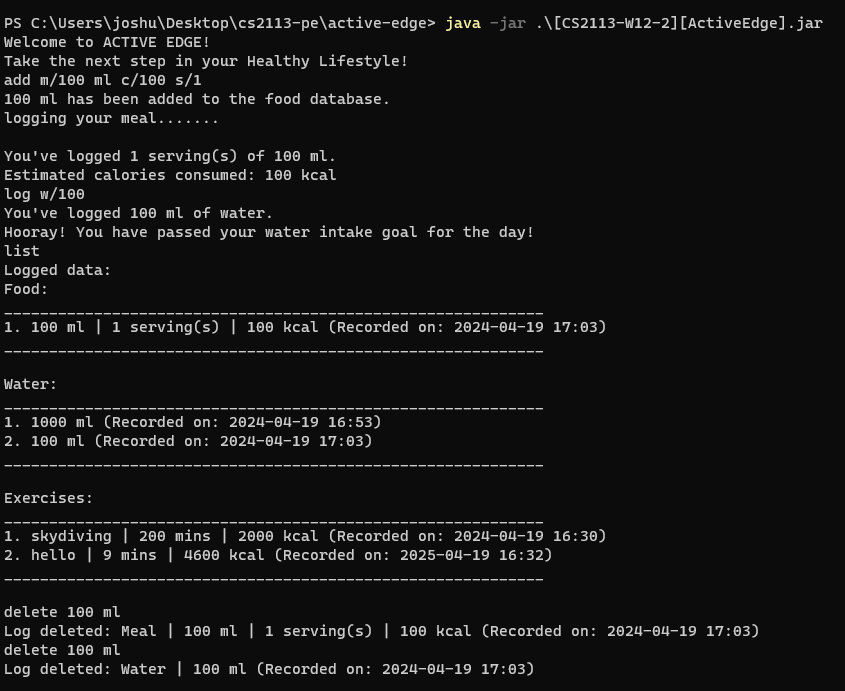 PS C:\Users\joshu\Desktop\cs2113-pe\active-edge> java -jar .\[CS2113-W12-2][ActiveEdge].jar
Welcome to ACTIVE EDGE!
Take the next step in your Healthy Lifestyle!
add m/100 ml c/100 s/1
100 ml has been added to the food database.
logging your meal.......
You've logged 1 serving(s) of 100 ml.
Estimated calories consumed: 100 kcal
log w/100
You've logged 100 ml of water.
Hooray! You have passed your water intake goal for the day!
list
Logged data:
Food:
____________________________________________________________
1. 100 ml | 1 serving(s) | 100 kcal (Recorded on: 2024-04-19 17:03)
____________________________________________________________
Water:
____________________________________________________________
1. 1000 ml (Recorded on: 2024-04-19 16:53)
2. 100 ml (Recorded on: 2024-04-19 17:03)
____________________________________________________________
Exercises:
____________________________________________________________
1. skydiving | 200 mins | 2000 kcal (Recorded on: 2024-04-19 16:30)
2. hello | 9 mins | 4600 kcal (Recorded on: 2025-04-19 16:32)
____________________________________________________________
delete 100 ml
Log deleted: Meal | 100 ml | 1 serving(s) | 100 kcal (Recorded on: 2024-04-19 17:03)
delete 100 ml
Log deleted: Water | 100 ml (Recorded on: 2024-04-19 17:03)